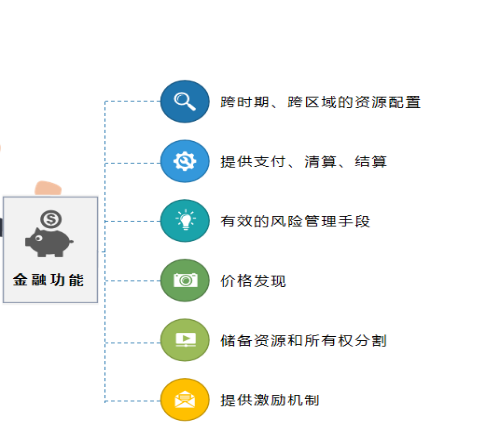 跨时期、跨区域的资源配置
提供支付、清算、结算
有效的风险管理手段
金融功能
价格发现
储备资源和所有权分割
提供激励机制